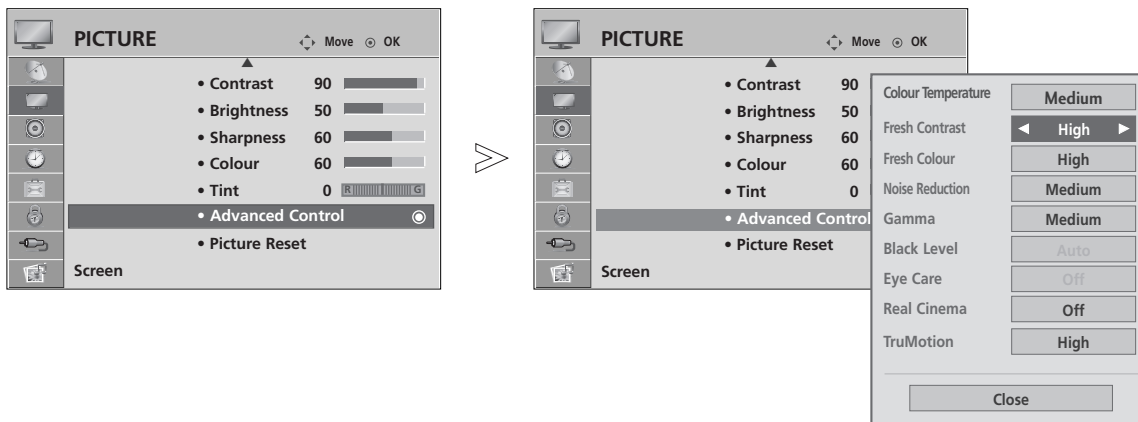 PICTURE
Move OK
• Contrast 90
• Brightness 50
• Sharpness 60
• Colour 60
• Tint 0 R G
• Advanced Control
• Picture Reset
Screen
PICTURE
Move OK
• Contrast 90
• Brightness 50
• Sharpness 60
• Colour 60
• Tint 0
• Advanced Control
• Picture Reset
Screen
Colour Temperature Medium
Fresh Contrast High
Fresh Colour High
Noise Reduction Medium
Gamma Medium
Black Level Auto
Eye Care Off
Real Cinema Off
TruMotion High
Close